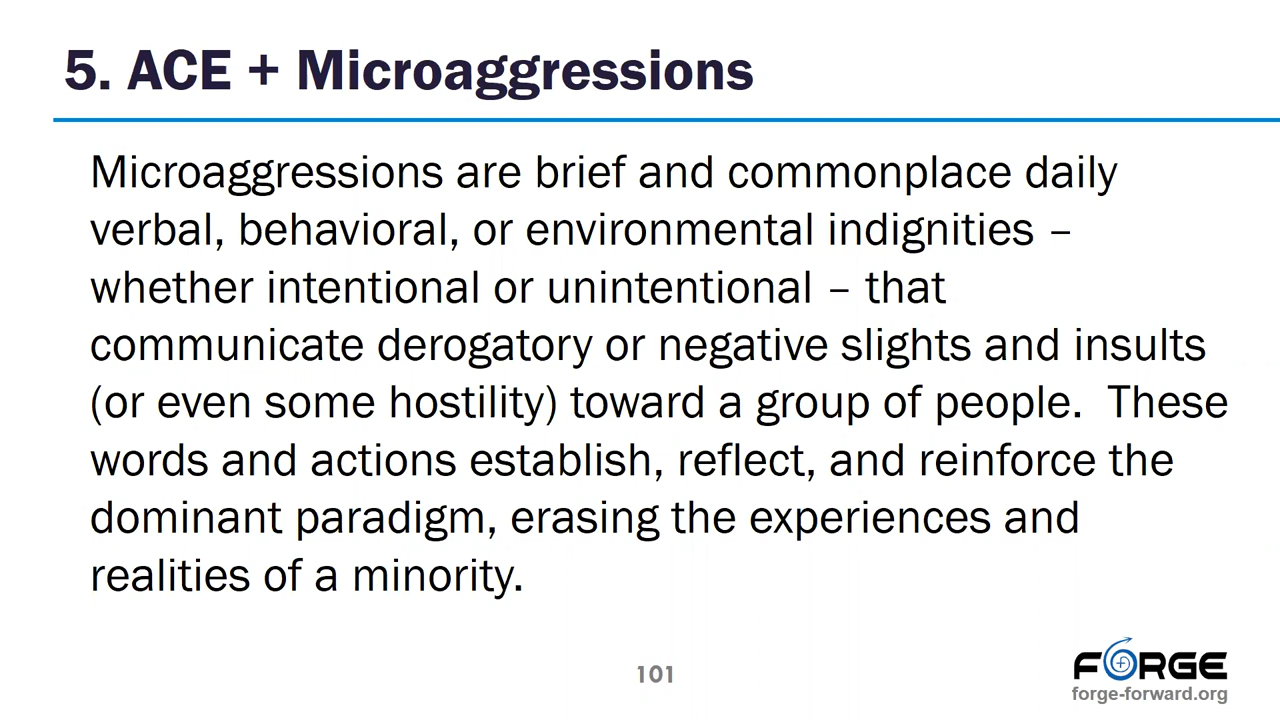 5. ACE + Microaggressions
Microaggressions are brief and commonplace daily
verbal, behavioral, or environmental indignities –
whether intentional or unintentional – that
communicate derogatory or negative slights and insults
(or even some hostility) toward a group of people.  These
words and actions establish, reflect, and reinforce the
dominant paradigm, erasing the experiences and
realities of a minority.
101
FORGE
forge-forward.org